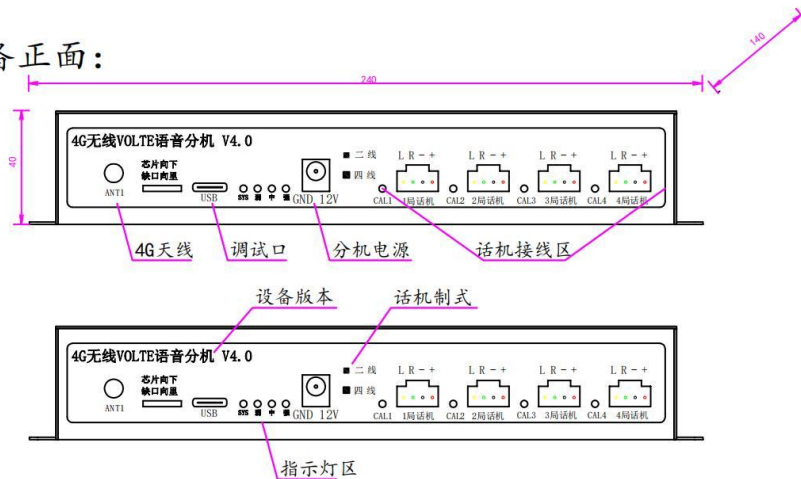 备正面：
240
140
40
4G无线VOLTE语音分机 V4.0
芯片向下
缺口向里
ANT1
USB
SYS 弱 中 强
GND 12V
■ 二线
■ 四线
L R - +
L R - +
L R - +
L R - +
CAL1 1局话机 CAL2 2局话机 CAL3 3局话机 CAL4 4局话机
4G天线
调试口
分机电源
话机接线区
设备版本
话机制式
4G无线VOLTE语音分机 V4.0
芯片向下
缺口向里
ANT1
USB
SYS 弱 中 强
GND 12V
■ 二线
■ 四线
L R - +
L R - +
L R - +
L R - +
CAL1 1局话机 CAL2 2局话机 CAL3 3局话机 CAL4 4局话机
指示灯区